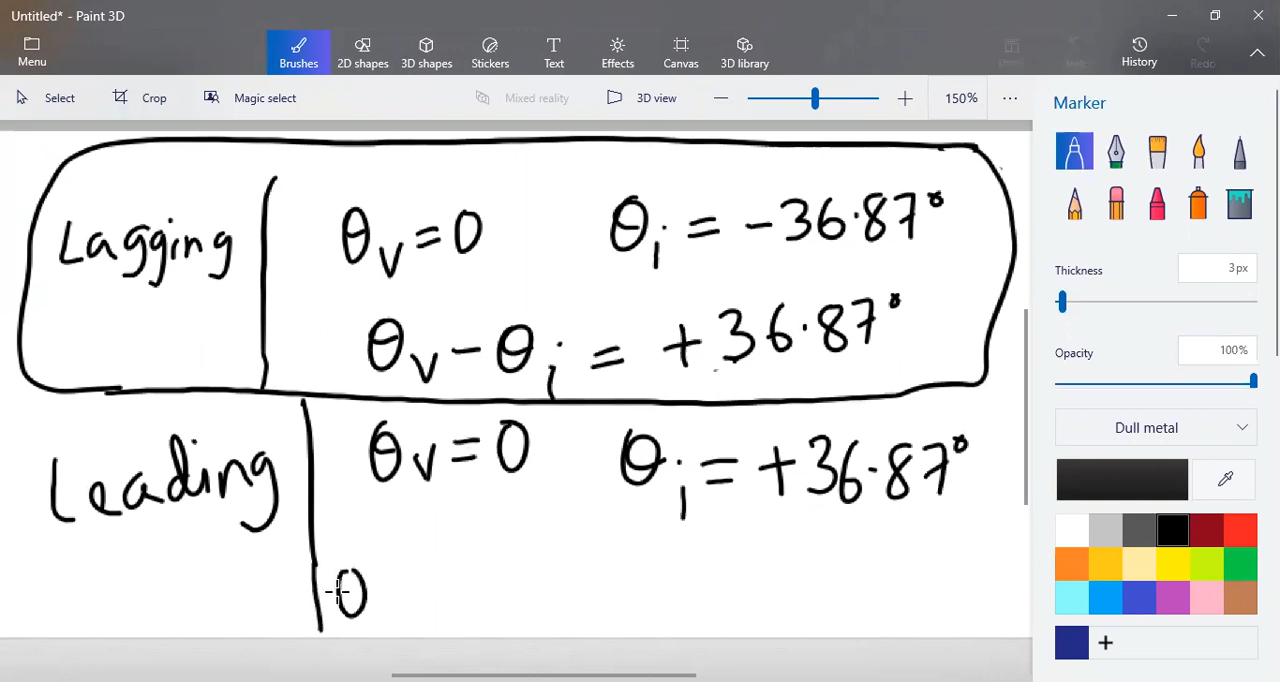 Untitled* - Paint 3D
Menu
Brushes
2D shapes
3D shapes
Stickers
Text
Effects
Canvas
3D library
History
Redo
Select
Crop
Magic select
Mixed reality
3D view
150%
Marker
Thickness
3px
Opacity
100%
Dull metal
Lagging
θv = 0 θi = -36.87°
θv - θi = +36.87°
Leading
θv = 0 θi = +36.87°
0